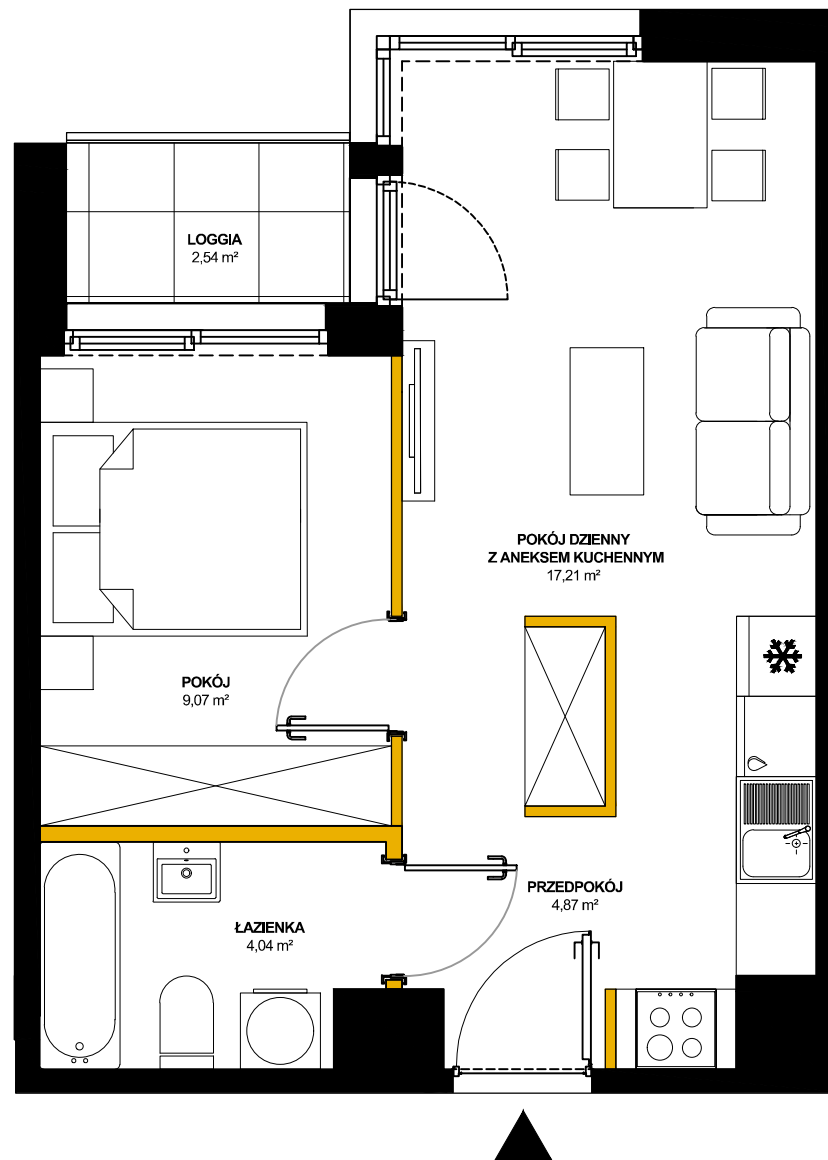 LOGGIA
2,54 m²
POKÓJ DZIENNY
Z ANEKSEM KUCHENNYM
17,21 m²
POKÓJ
9,07 m²
PRZEDPOKÓJ
4,87 m²
ŁAZIENKA
4,04 m²